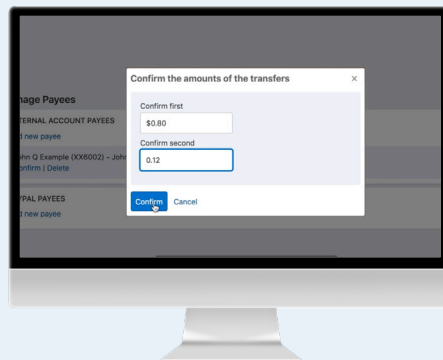 Confirm the amounts of the transfers ×
nage Payees
Confirm first
TERNAL ACCOUNT PAYEES
$0.80
d new payee
Confirm second
ohn Q Example (XX6002) - Joh
0.12
onfirm | Delete
YPAL PAYEES
Confirm Cancel
d new payee